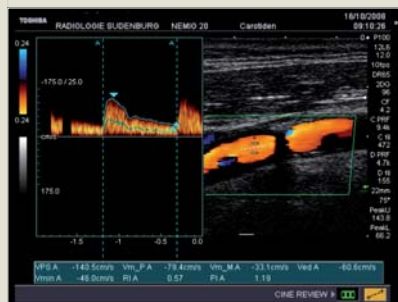 TOSHIBA RADIOLOGIE SUDENBURG NEMIO 20 Carotiden 16/10/2008
09:10:26
0.24
0.24
A A
-175.0 / 25.0
cm/s
175.0
-1.5 -1.0 -0.5 0.0
P100
12L5
12.0
10fps
DR65
2DG
96
CF
4.2
C PRF
9.4k
C fil
472
D PRF
4.7k
D fil
155
22mm
75°
PeakU
143.8
PeakL
66.2
VPS A -140.5cm/s Vm_P A -79.4cm/s Vm_M A -33.1cm/s Ved A -60.6cm/s
Vmin A -46.0cm/s RI A 0.57 PI A 1.19
CINE REVIEW